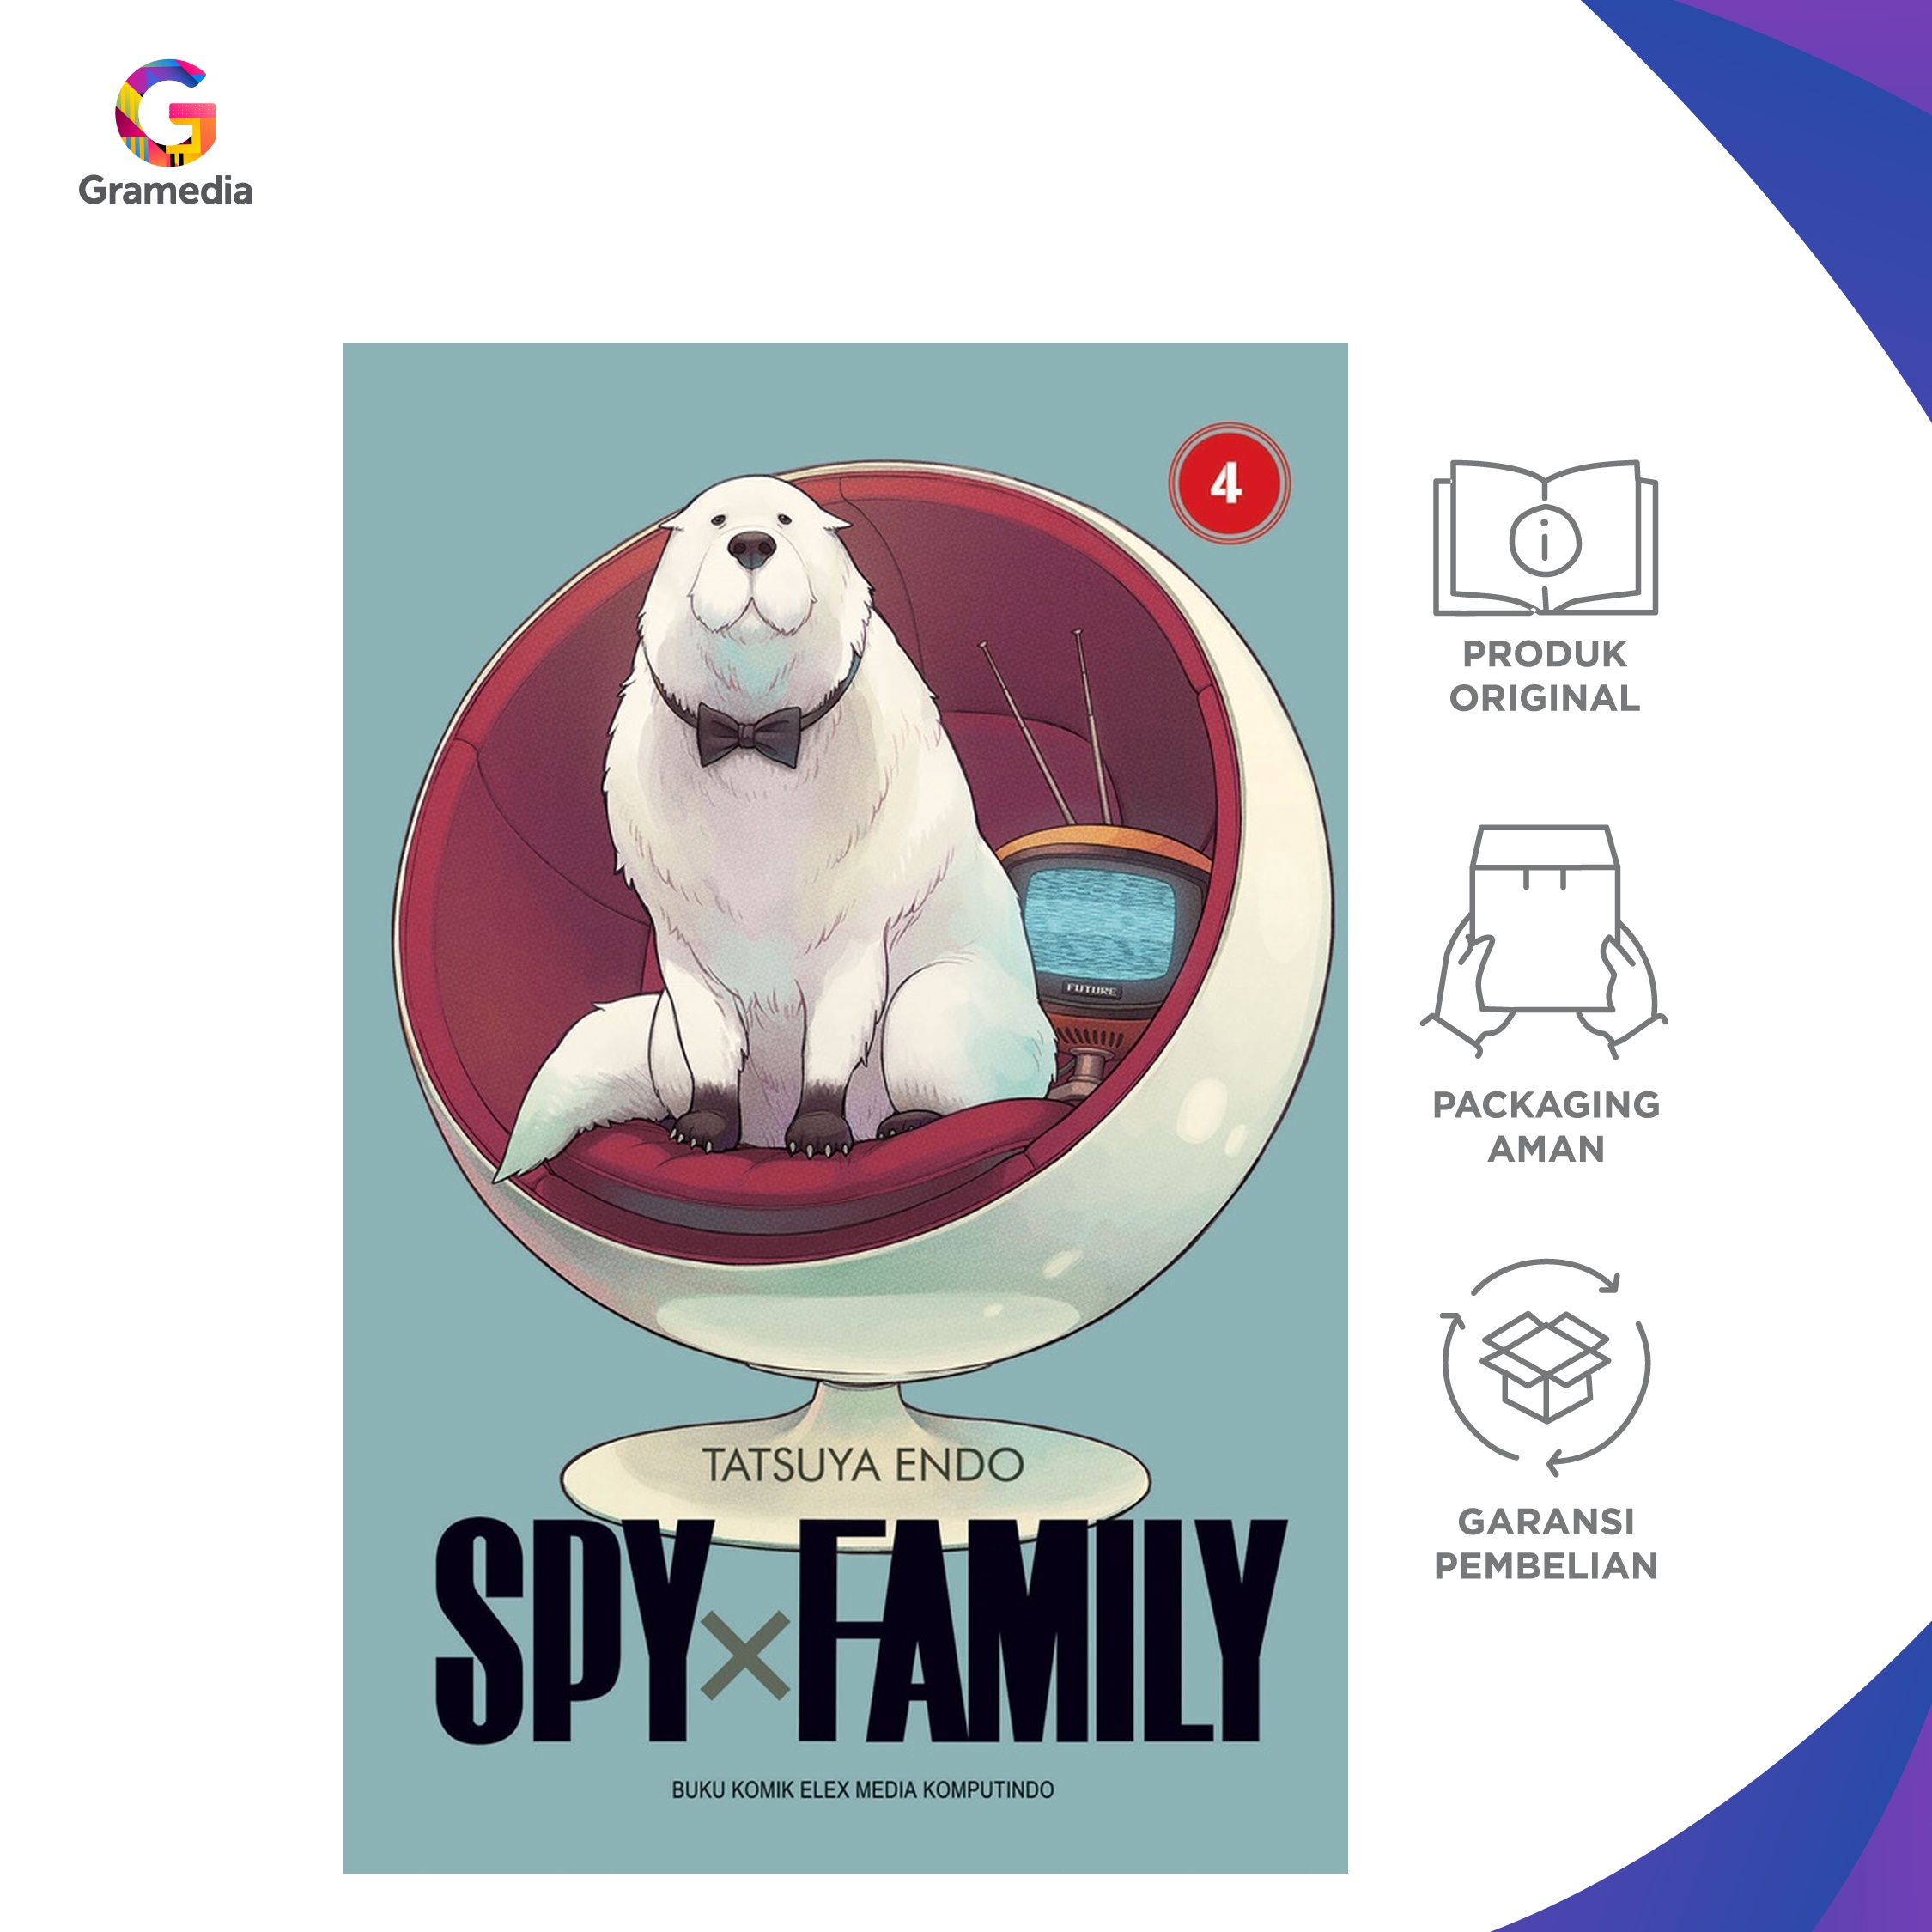 Gramedia
4
FUTURE
TATSUYA ENDO
SPY×FAMILY
BUKU KOMIK ELEX MEDIA KOMPUTINDO
PRODUK
ORIGINAL
PACKAGING
AMAN
GARANSI
PEMBELIAN